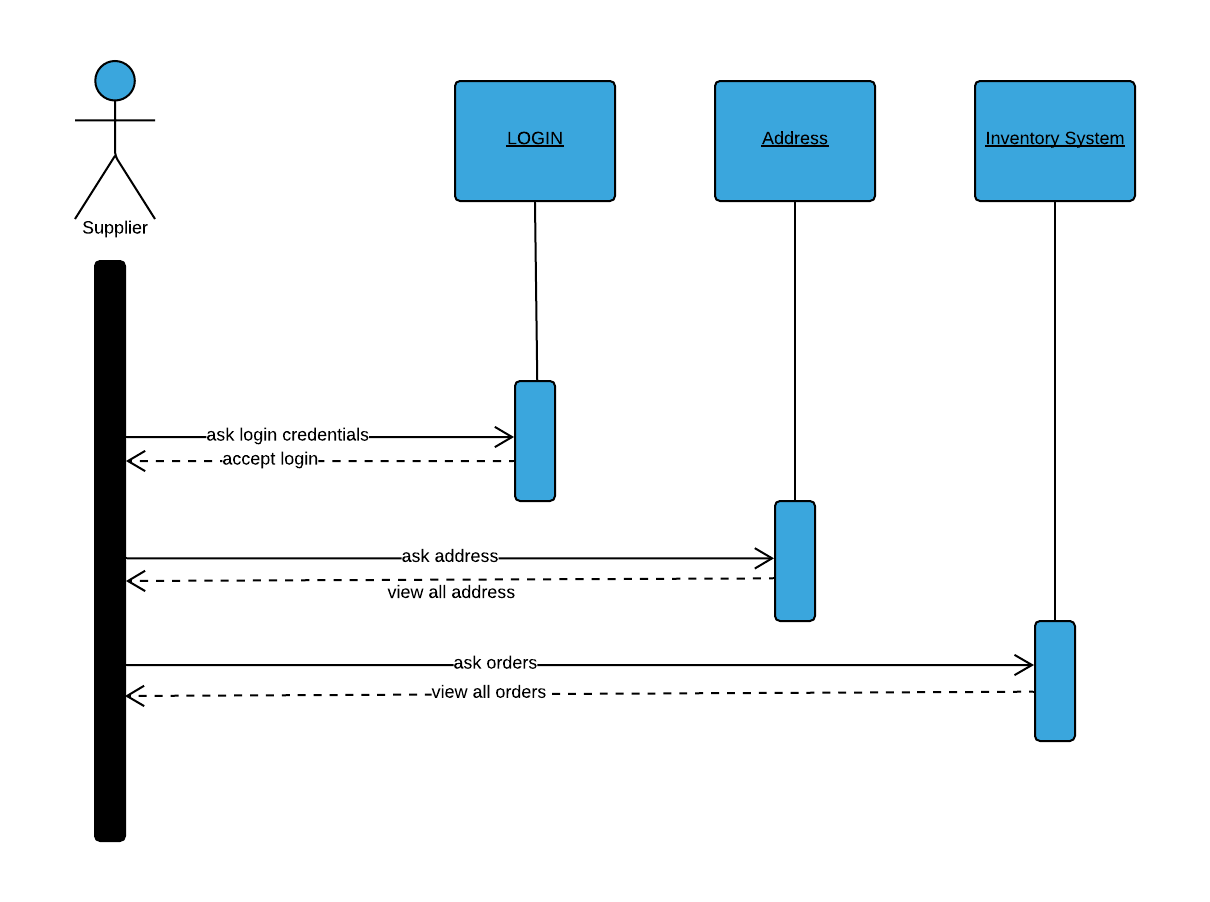 LOGIN
Address
Inventory System
Supplier
ask login credentials
accept login
ask address
view all address
ask orders
view all orders